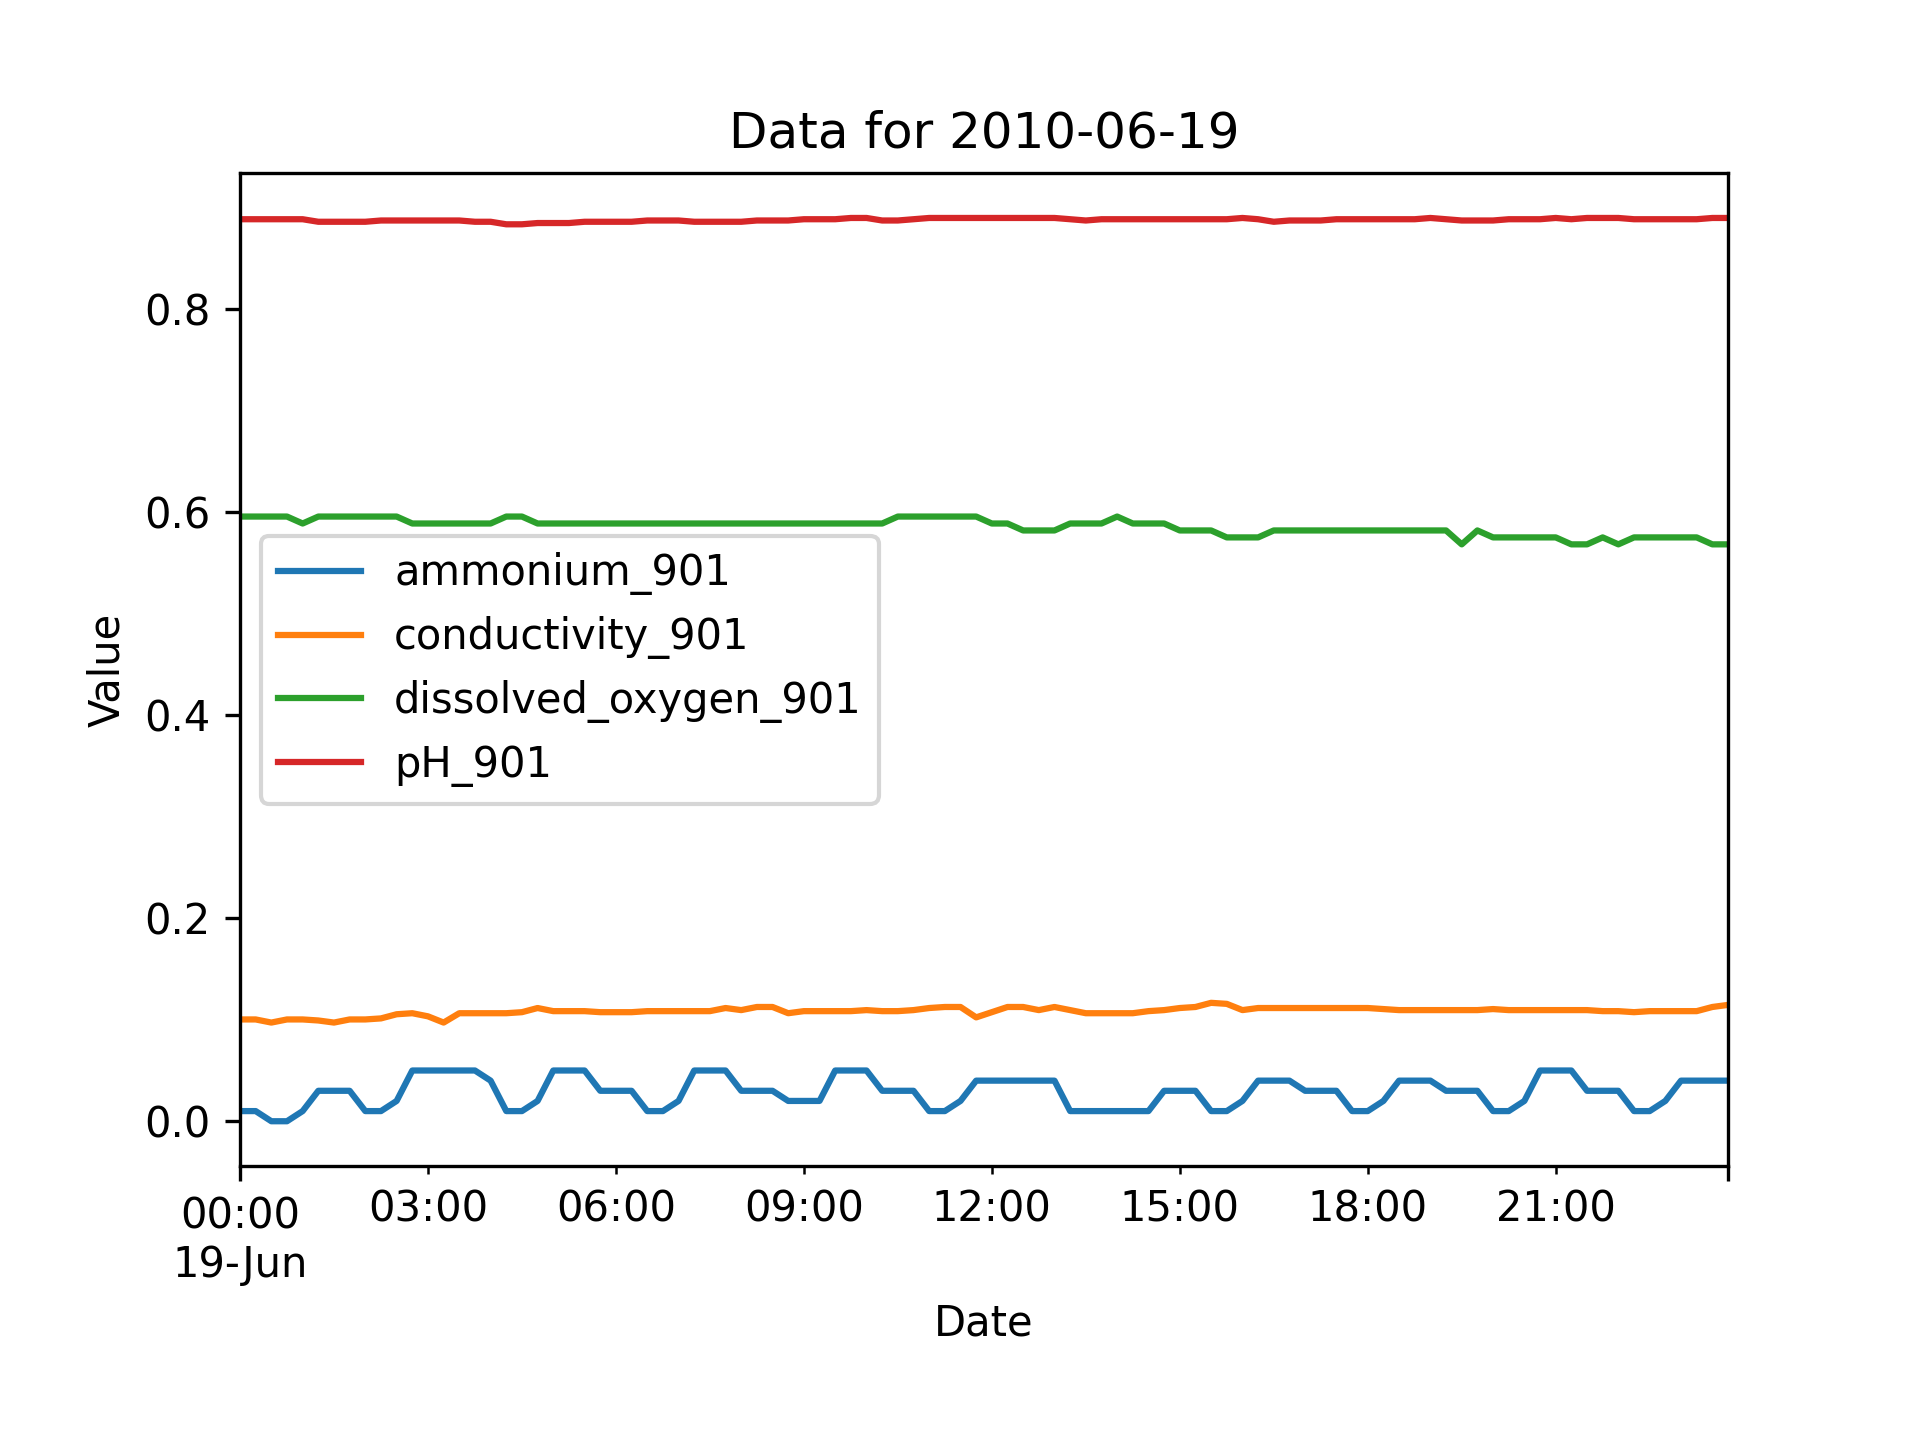 Data for 2010-06-19
Value
0.8
0.6
0.4
0.2
0.0
ammonium_901
conductivity_901
dissolved_oxygen_901
pH_901
00:00 03:00 06:00 09:00 12:00 15:00 18:00 21:00
19-Jun
Date